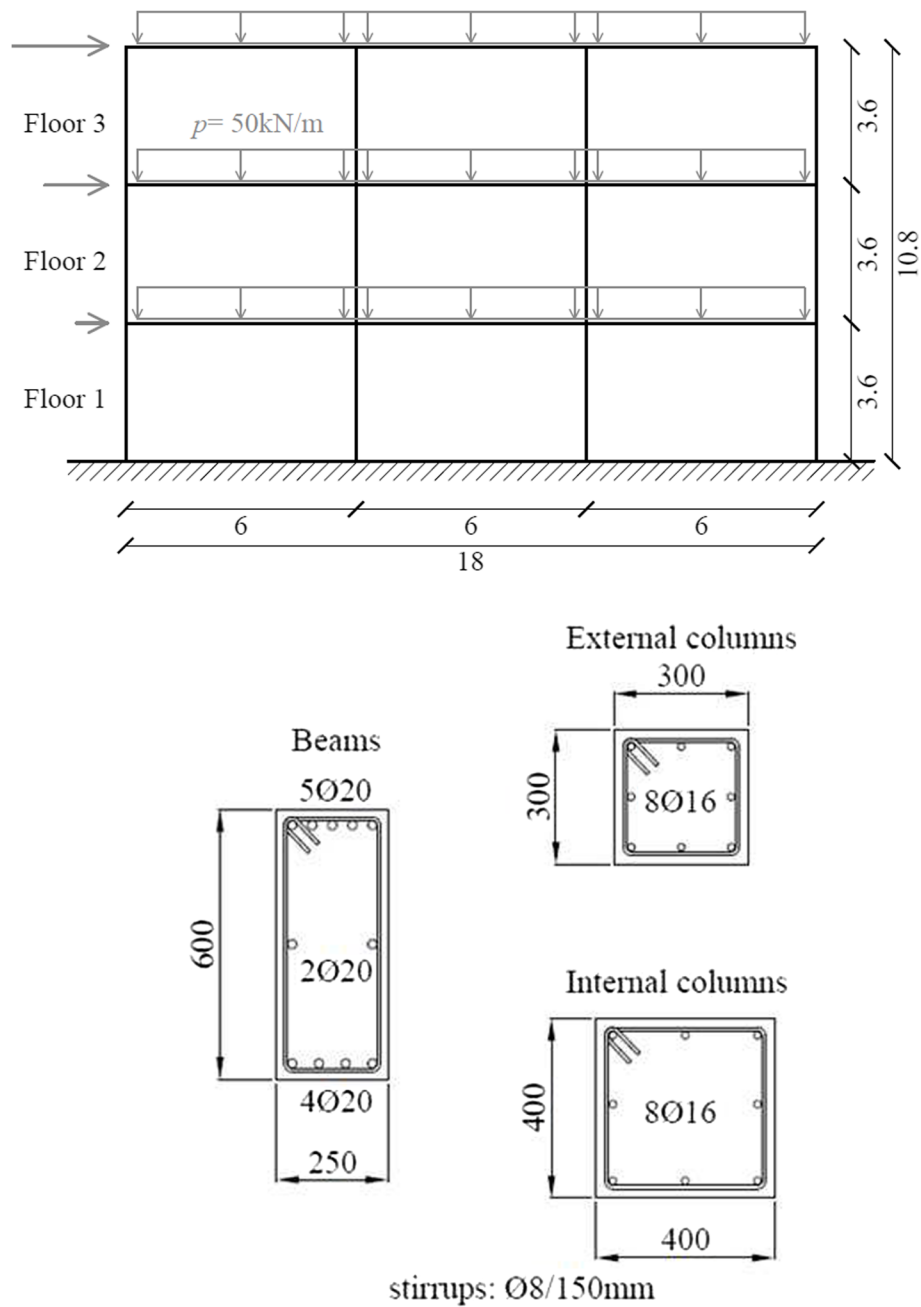 Floor 3
p= 50kN/m
3.6
Floor 2
3.6
10.8
Floor 1
3.6
6
6
6
18
External columns
300
300
8Ø16
Beams
5Ø20
600
2Ø20
4Ø20
250
Internal columns
400
8Ø16
400
stirrups: Ø8/150mm